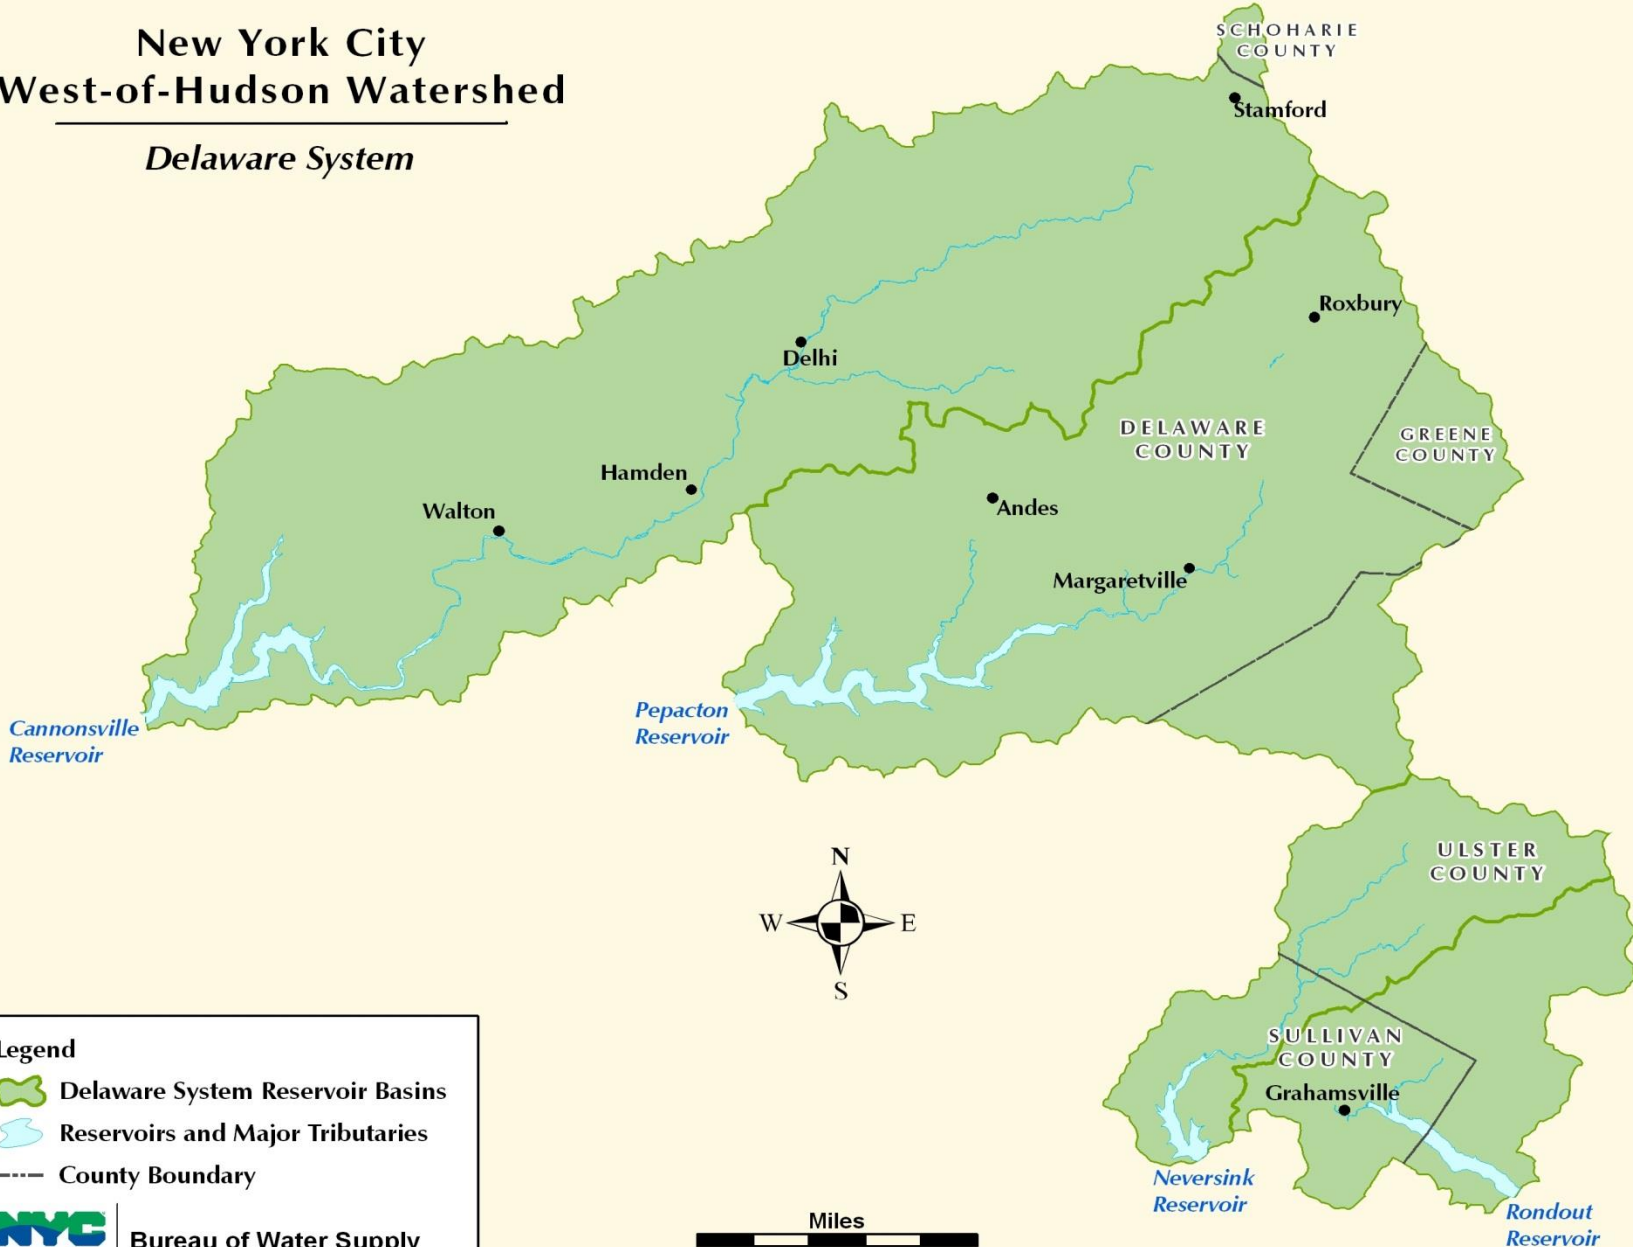 New York City
West-of-Hudson Watershed
Delaware System
SCHOHARIE
COUNTY
Stamford
Roxbury
Delhi
DELAWARE
COUNTY
GREENE
COUNTY
Hamden
Walton
Andes
Margaretville
Cannonsville
Reservoir
Pepacton
Reservoir
ULSTER
COUNTY
N
W E
S
SULLIVAN
COUNTY
Grahamsville
Neversink
Reservoir
Rondout
Reservoir
Legend
Delaware System Reservoir Basins
Reservoirs and Major Tributaries
County Boundary
NYC
Bureau of Water Supply
Miles